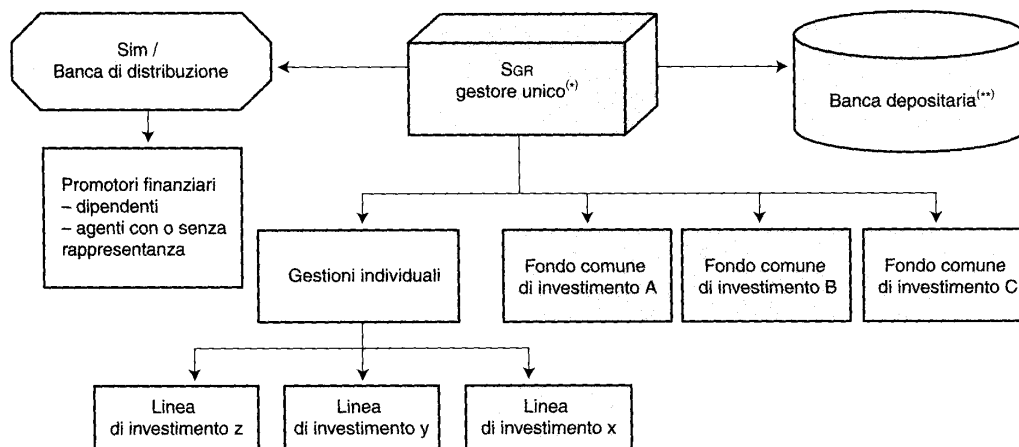 Sim /
Banca di distribuzione
SGR
gestore unico(*)
Banca depositaria(**)
Promotori finanziari
– dipendenti
– agenti con o senza
rappresentanza
Gestioni individuali
Fondo comune
di investimento A
Fondo comune
di investimento B
Fondo comune
di investimento C
Linea
di investimento z
Linea
di investimento y
Linea
di investimento x